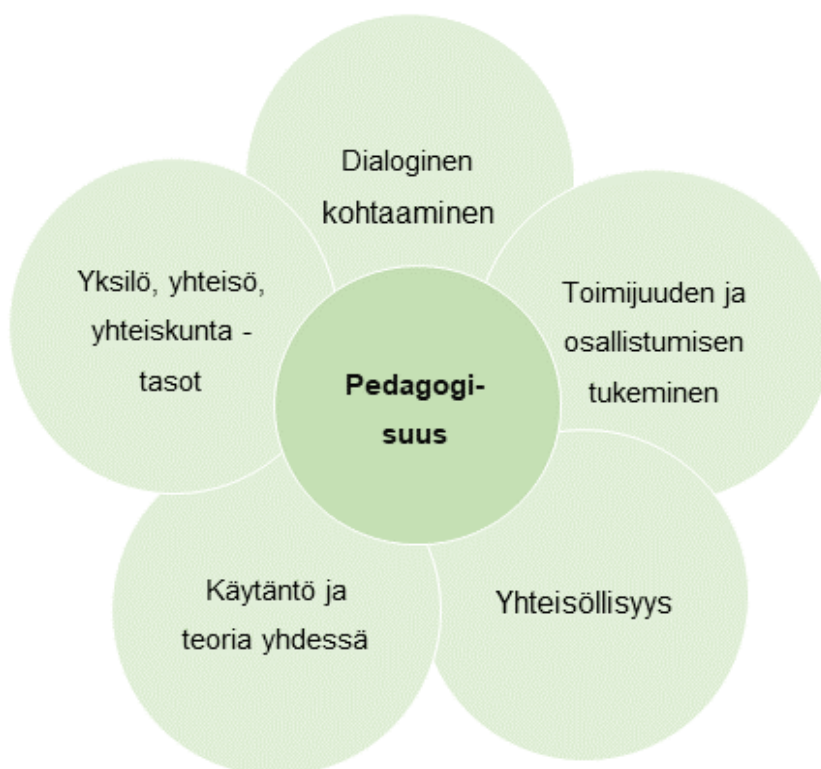 Dialoginen
kohtaaminen
Toimijuuden ja
osallistumisen
tukeminen
Yhteisöllisyys
Käytäntö ja
teoria yhdessä
Yksilö, yhteisö,
yhteiskunta -
tasot
Pedagogi-
suus